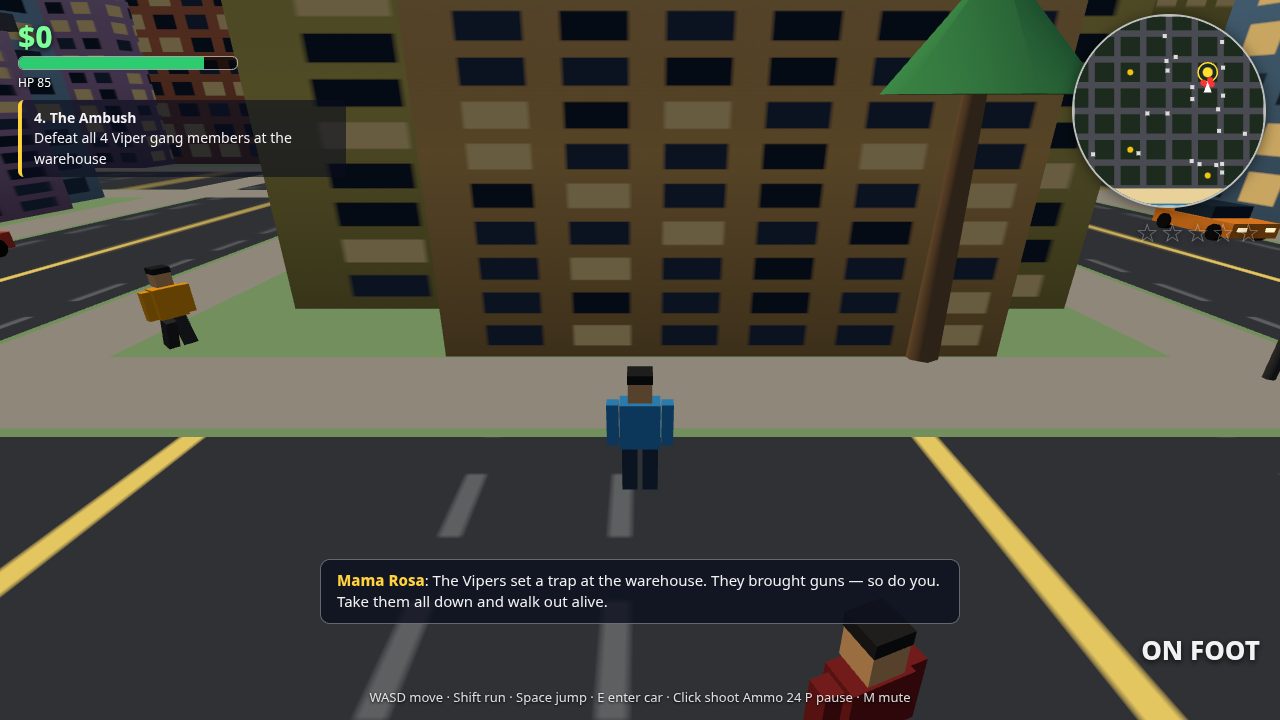 $0
HP 85
4. The Ambush
Defeat all 4 Viper gang members at the
warehouse
Mama Rosa: The Vipers set a trap at the warehouse. They brought guns — so do you.
Take them all down and walk out alive.
ON FOOT
WASD move · Shift run · Space jump · E enter car · Click shoot Ammo 24 P pause · M mute